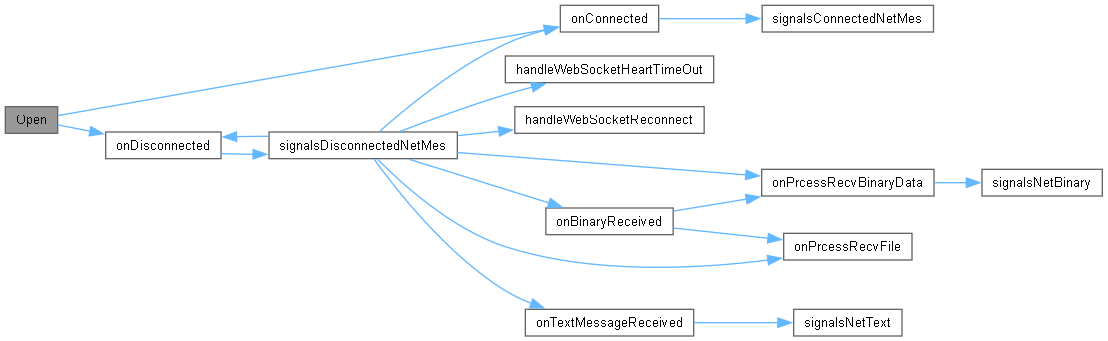 onConnected
signalsConnectedNetMes
handleWebSocketHeartTimeOut
Open
handleWebSocketReconnect
onDisconnected
signalsDisconnectedNetMes
onPrcessRecvBinaryData
signalsNetBinary
onBinaryReceived
onPrcessRecvFile
onTextMessageReceived
signalsNetText